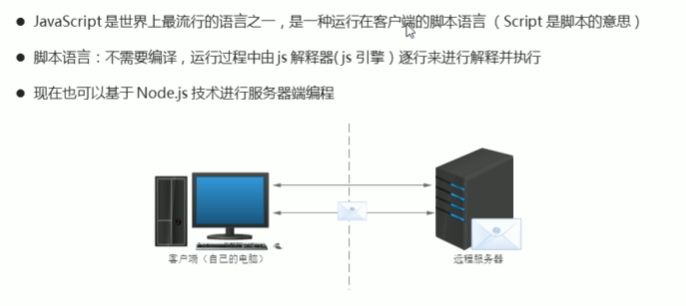 JavaScript 是世界上最流行的语言之一，是一种运行在客户端的脚本语言 （Script 是脚本的意思）
脚本语言：不需要编译，运行过程中由 js 解释器( js 引擎 ）逐行来进行解释并执行
现在也可以基于 Node.js 技术进行服务器端编程
客户端（自己的电脑）
远程服务器